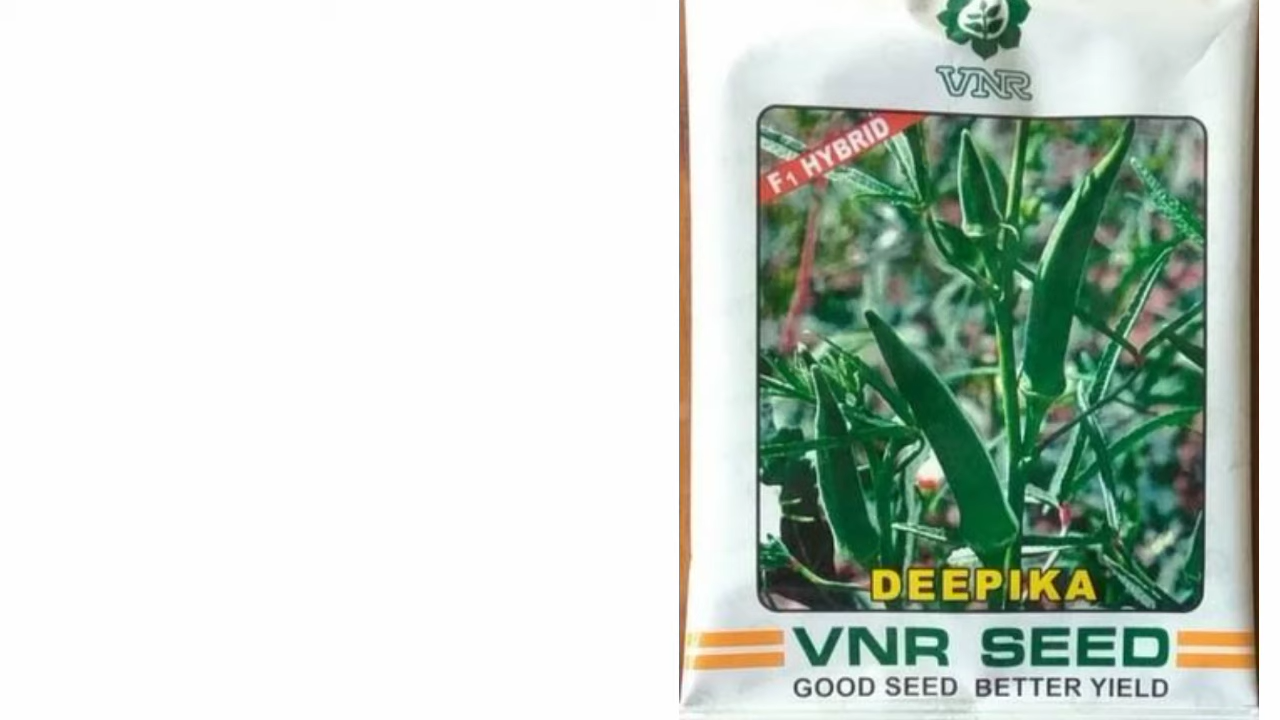 VNR
F1 HYBRID
DEEPIKA
VNR SEED
GOOD SEED BETTER YIELD